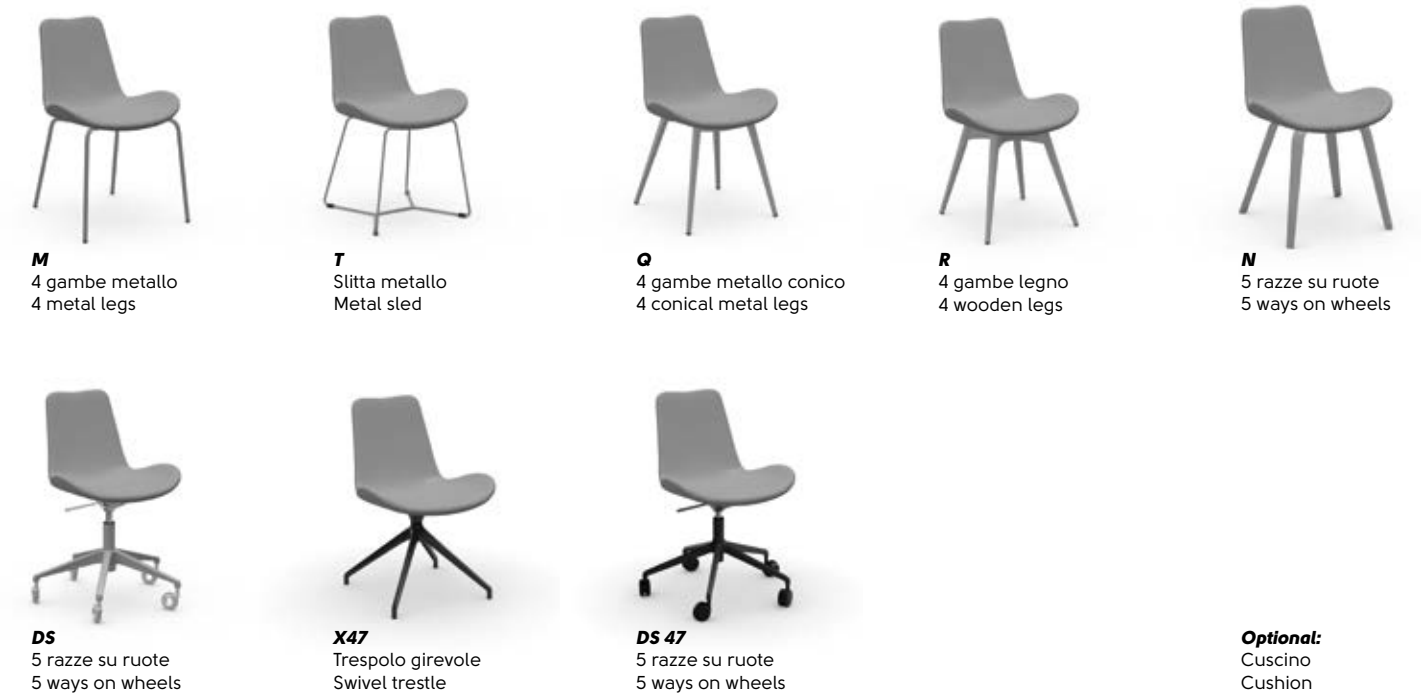 M
4 gambe metallo
4 metal legs
T
Slitta metallo
Metal sled
Q
4 gambe metallo conico
4 conical metal legs
R
4 gambe legno
4 wooden legs
N
5 razze su ruote
5 ways on wheels
DS
5 razze su ruote
5 ways on wheels
X47
Trespolo girevole
Swivel trestle
DS 47
5 razze su ruote
5 ways on wheels
Optional:
Cuscino
Cushion